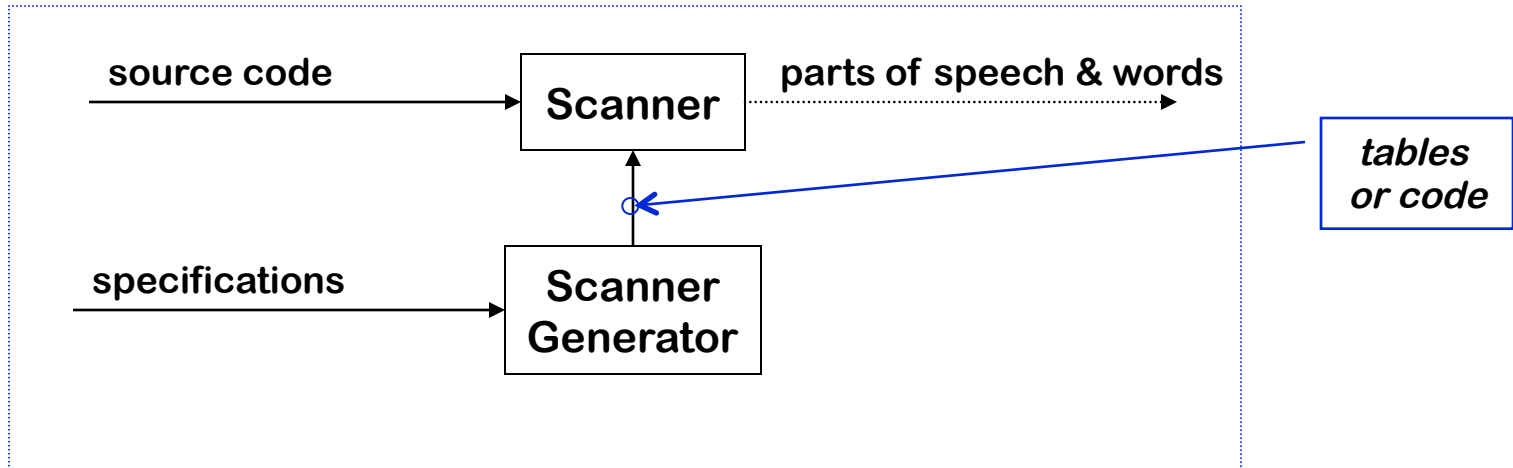 source code
Scanner
parts of speech & words
tables
or code
specifications
Scanner
Generator